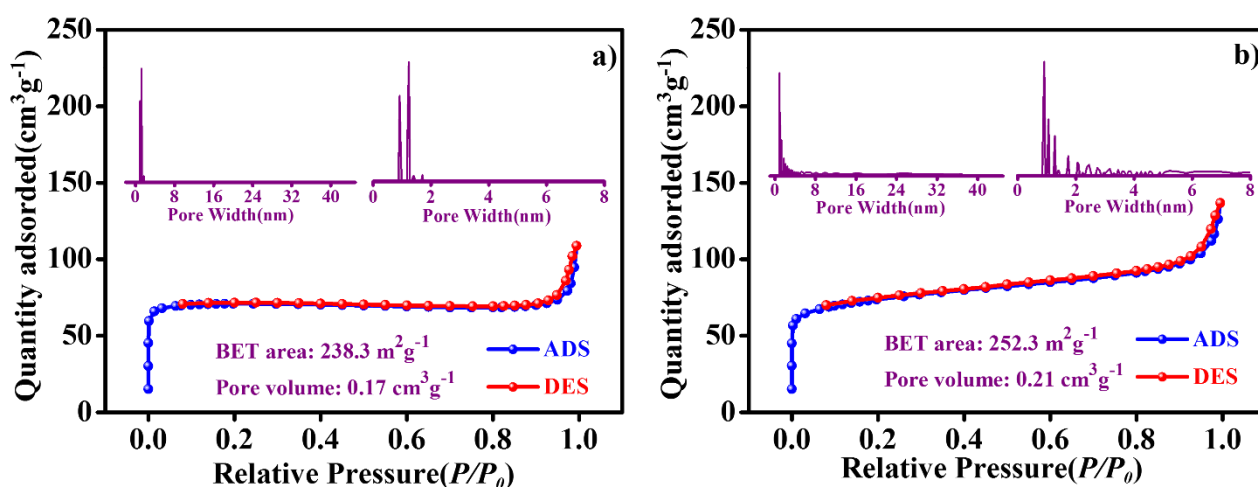 a)
Quantity adsorbed(cm³g⁻¹)
250
200
150
100
50
0
0 8 16 24 32 40
Pore Width(nm)
0 2 4 6 8
Pore Width(nm)
BET area: 238.3 m²g⁻¹
Pore volume: 0.17 cm³g⁻¹
ADS
DES
0.0 0.2 0.4 0.6 0.8 1.0
Relative Pressure(P/P₀)
b)
Quantity adsorbed(cm³g⁻¹)
250
200
150
100
50
0
0 8 16 24 32 40
Pore Width(nm)
0 2 4 6 8
Pore Width(nm)
BET area: 252.3 m²g⁻¹
Pore volume: 0.21 cm³g⁻¹
ADS
DES
0.0 0.2 0.4 0.6 0.8 1.0
Relative Pressure(P/P₀)